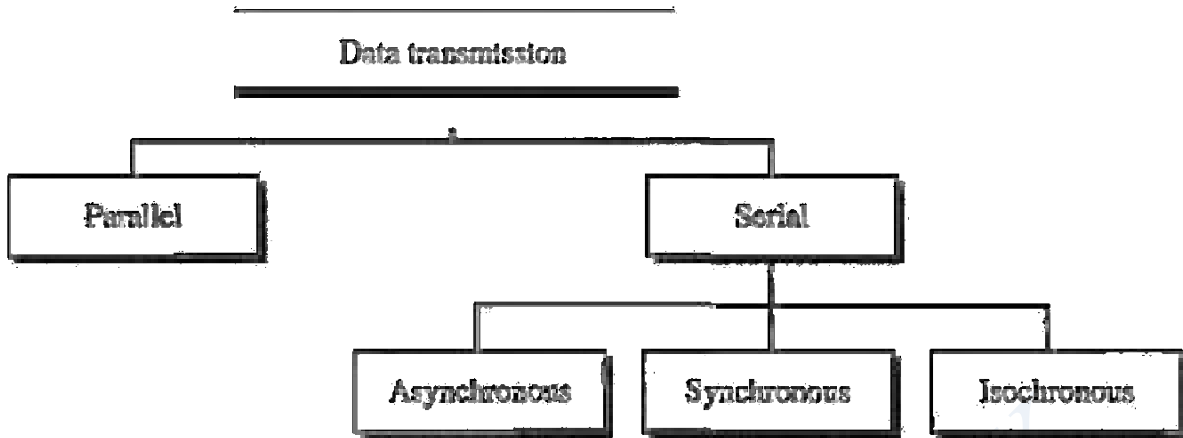 Data transmission
Parallel
Serial
Asynchronous
Synchronous
Isochronous